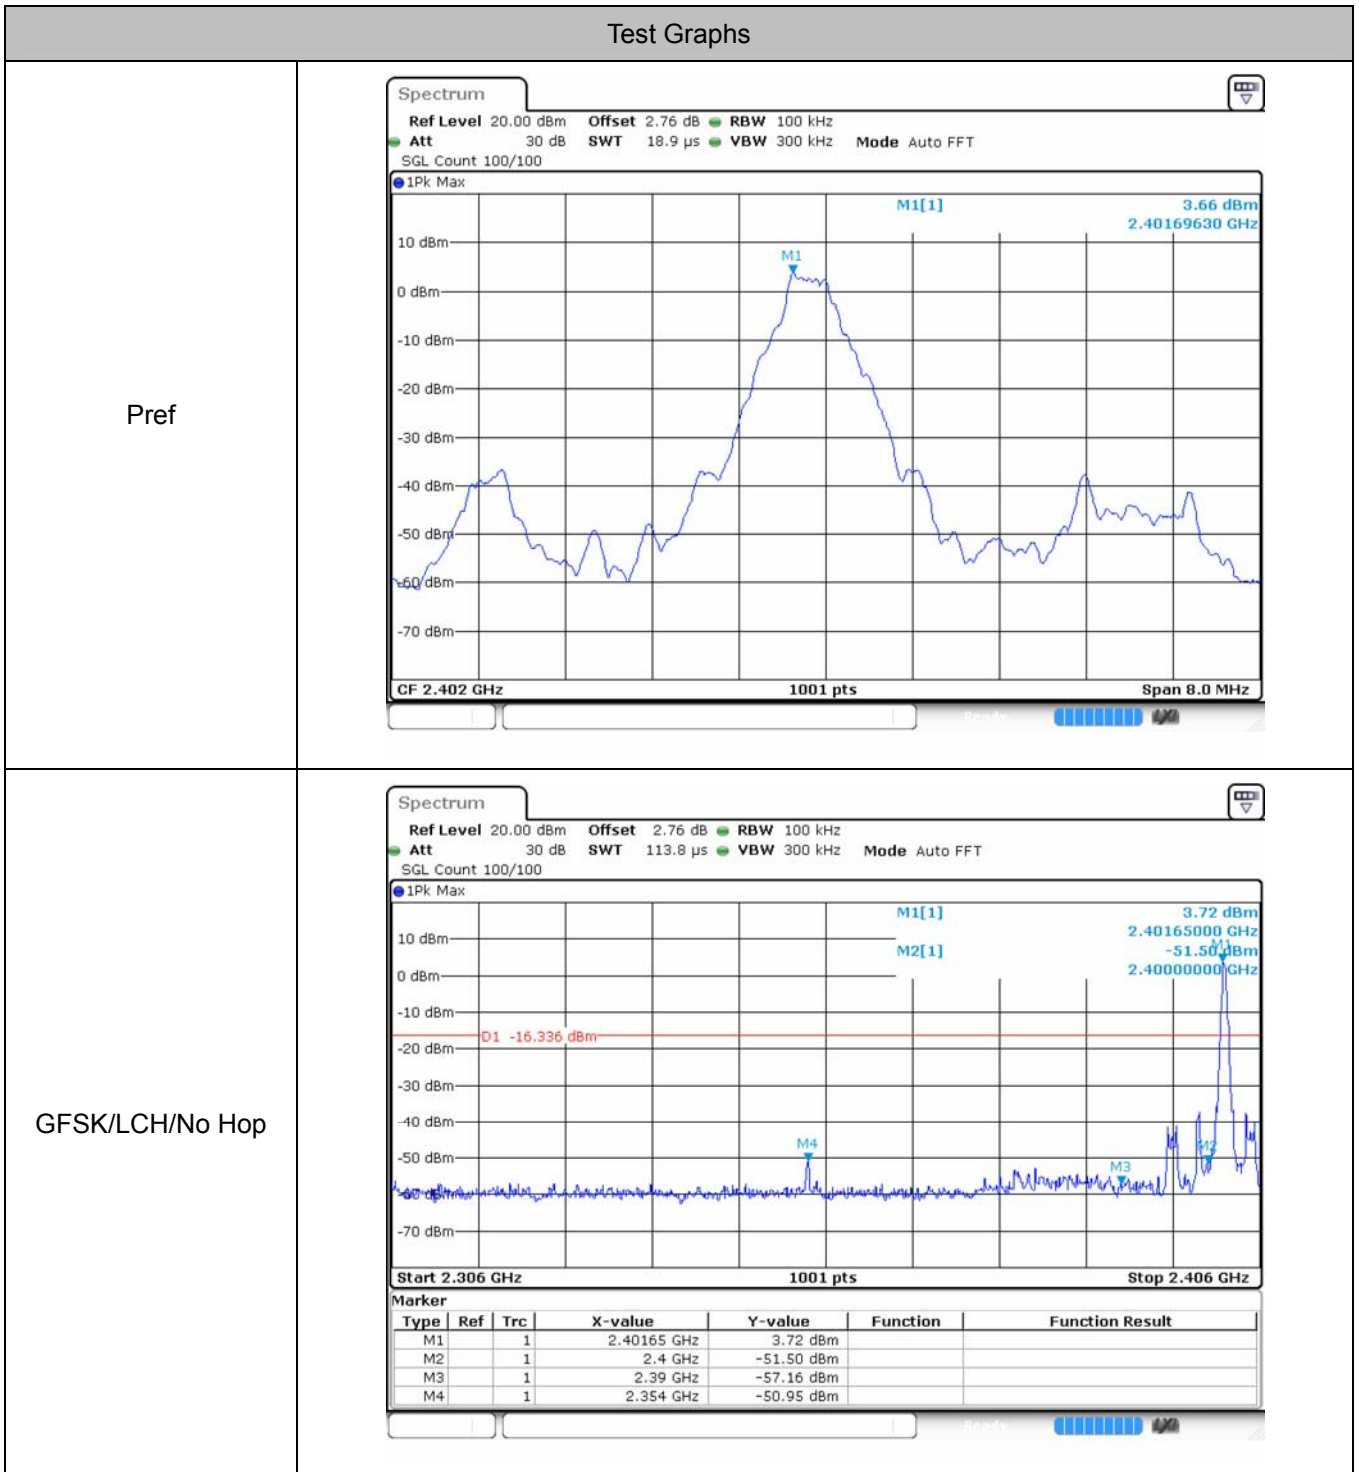 Test Graphs
Pref
Spectrum
Ref Level 20.00 dBm Offset 2.76 dB RBW 100 kHz
Att 30 dB SWT 18.9 µs VBW 300 kHz Mode Auto FFT
SGL Count 100/100
1Pk Max
M1[1] 3.66 dBm
2.40169630 GHz
10 dBm
M1
0 dBm
-10 dBm
-20 dBm
-30 dBm
-40 dBm
-50 dBm
-60 dBm
-70 dBm
CF 2.402 GHz 1001 pts Span 8.0 MHz
Ready
GFSK/LCH/No Hop
Spectrum
Ref Level 20.00 dBm Offset 2.76 dB RBW 100 kHz
Att 30 dB SWT 113.8 µs VBW 300 kHz Mode Auto FFT
SGL Count 100/100
1Pk Max
M1[1] 3.72 dBm
2.40165000 GHz
10 dBm
M1
M2[1] -51.50 dBm
2.40000000 GHz
0 dBm
-10 dBm
D1 -16.336 dBm
-20 dBm
-30 dBm
-40 dBm
M4
M2
-50 dBm
M3
-60 dBm
-70 dBm
Start 2.306 GHz 1001 pts Stop 2.406 GHz
Marker
Type Ref Trc X-value Y-value Function Function Result
M1 1 2.40165 GHz 3.72 dBm
M2 1 2.4 GHz -51.50 dBm
M3 1 2.39 GHz -57.16 dBm
M4 1 2.354 GHz -50.95 dBm
Ready